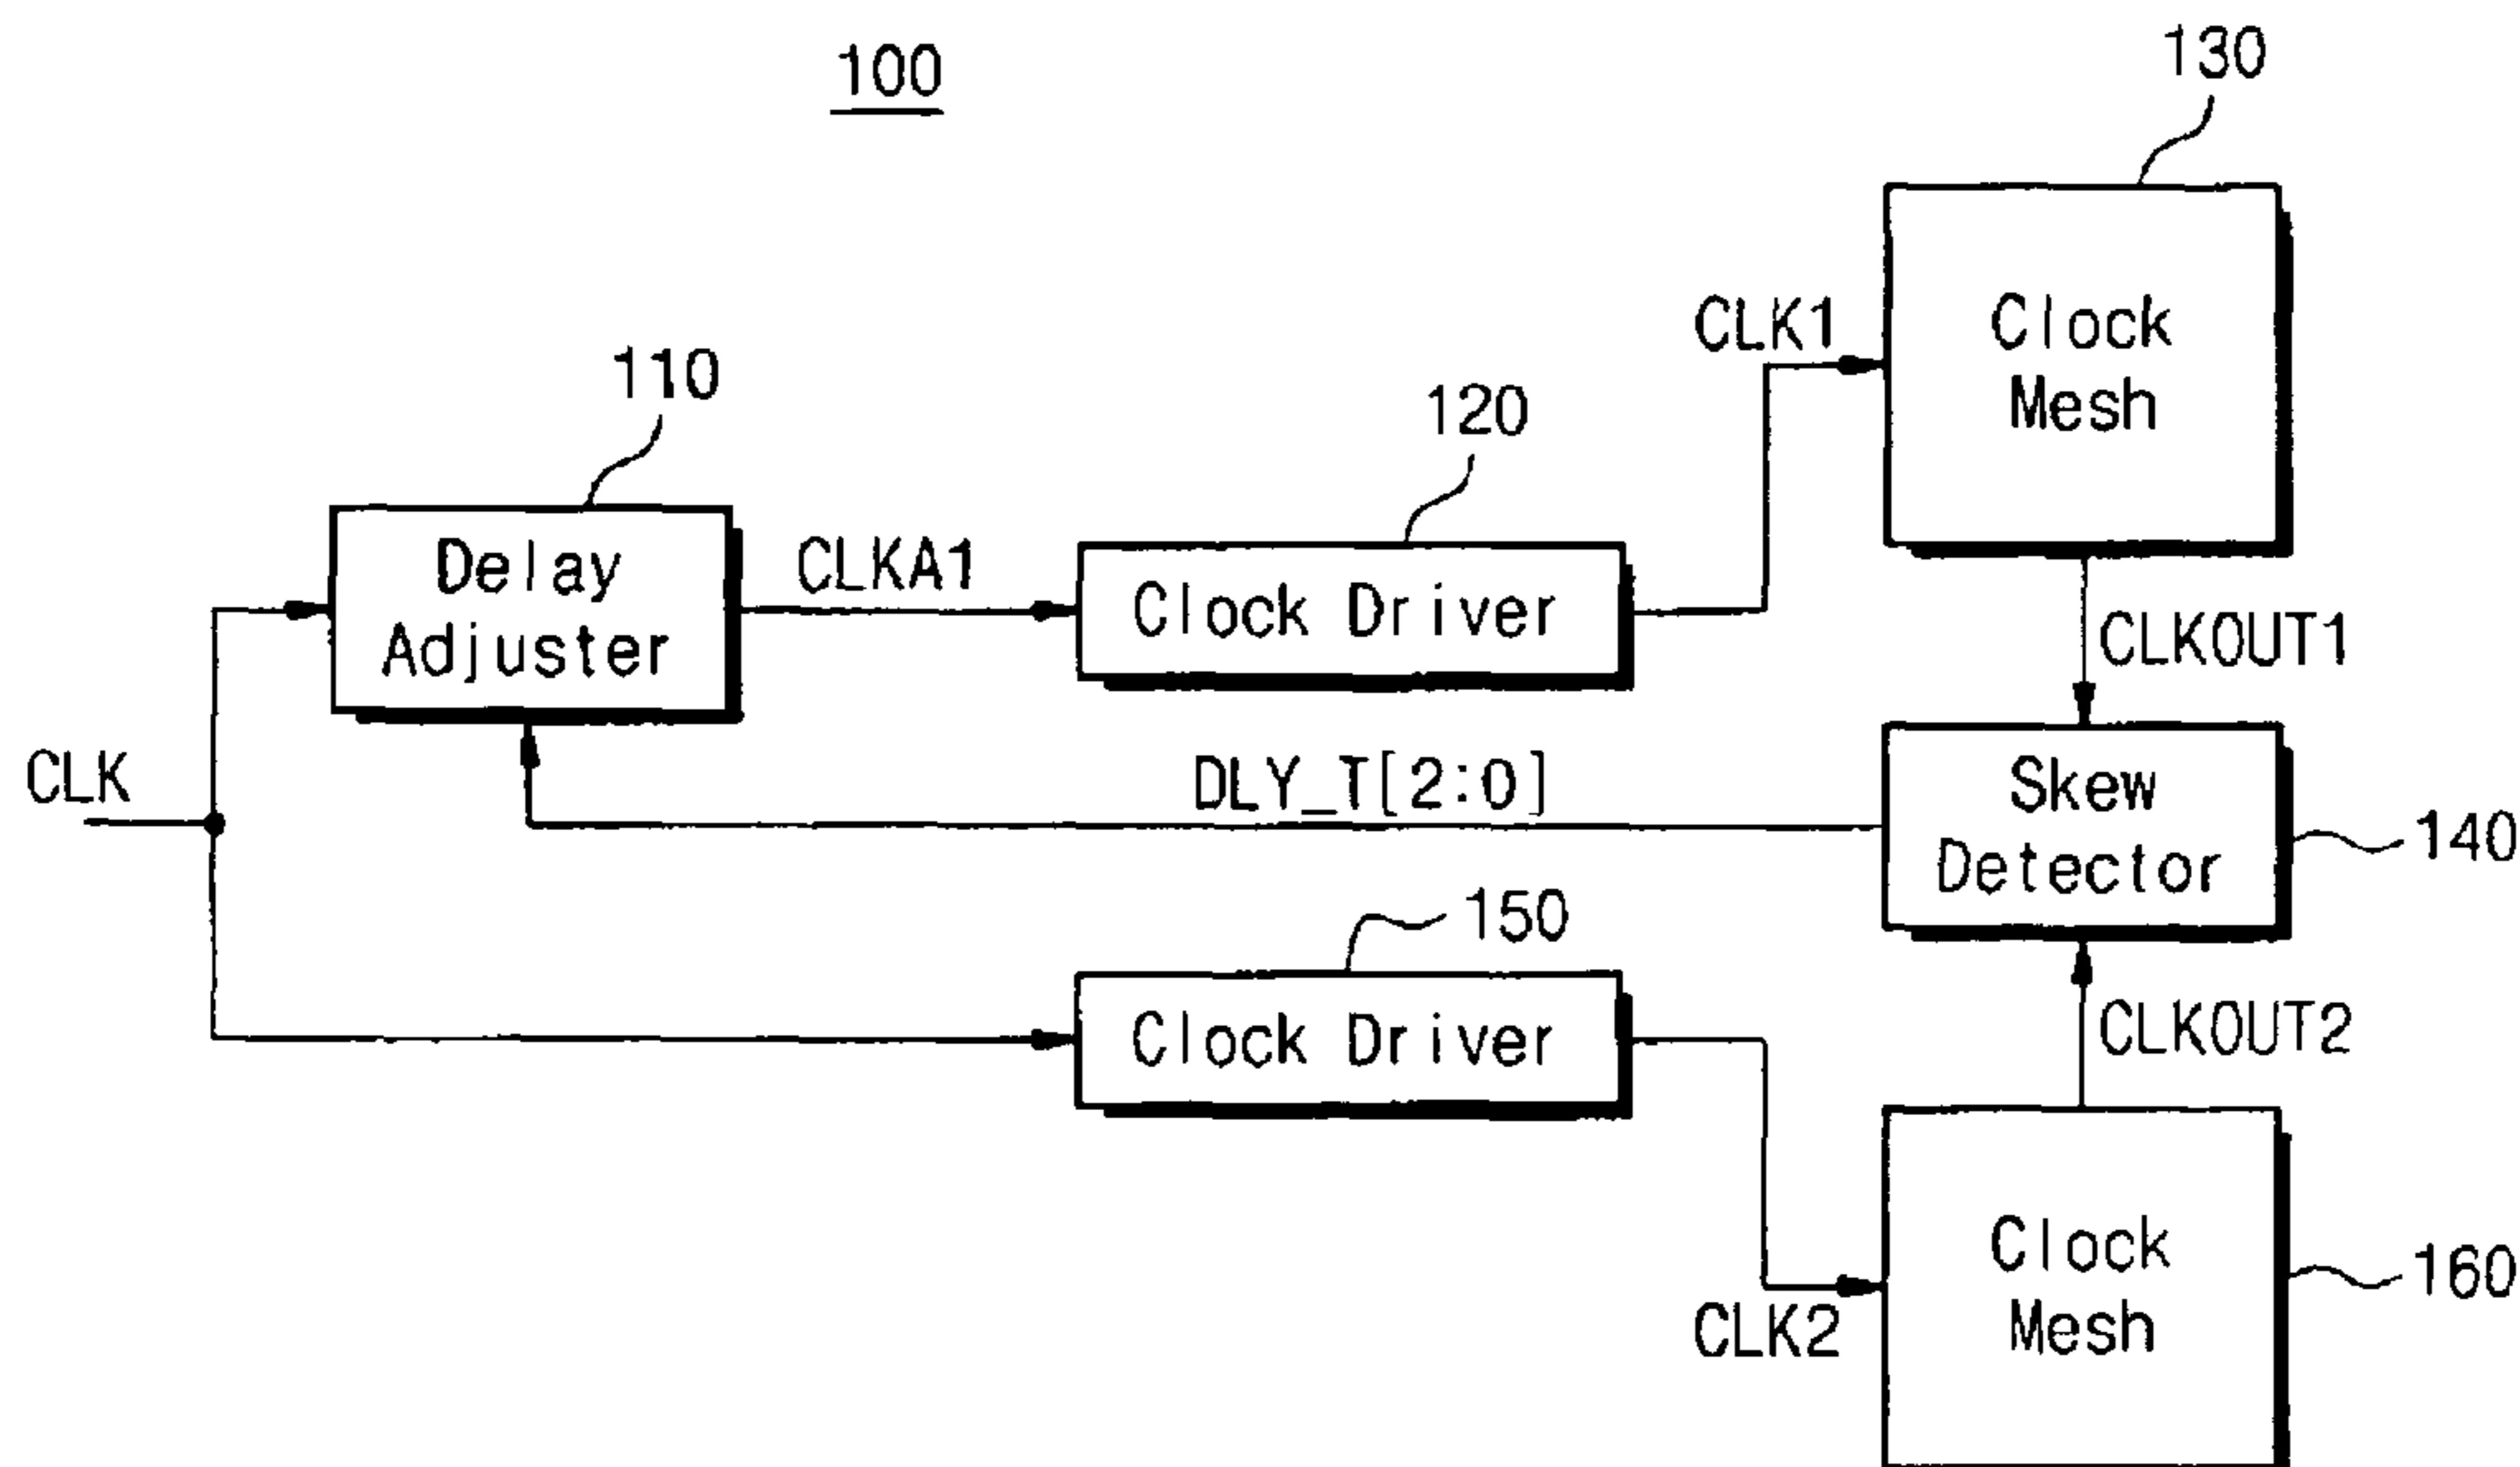 100
130
CLK1
Clock
Mesh
110
120
Delay
Adjuster
CLKA1
Clock Driver
CLKOUT1
CLK
DLY_T[2:0]
Skew
Detector
140
150
Clock Driver
CLKOUT2
CLK2
Clock
Mesh
160